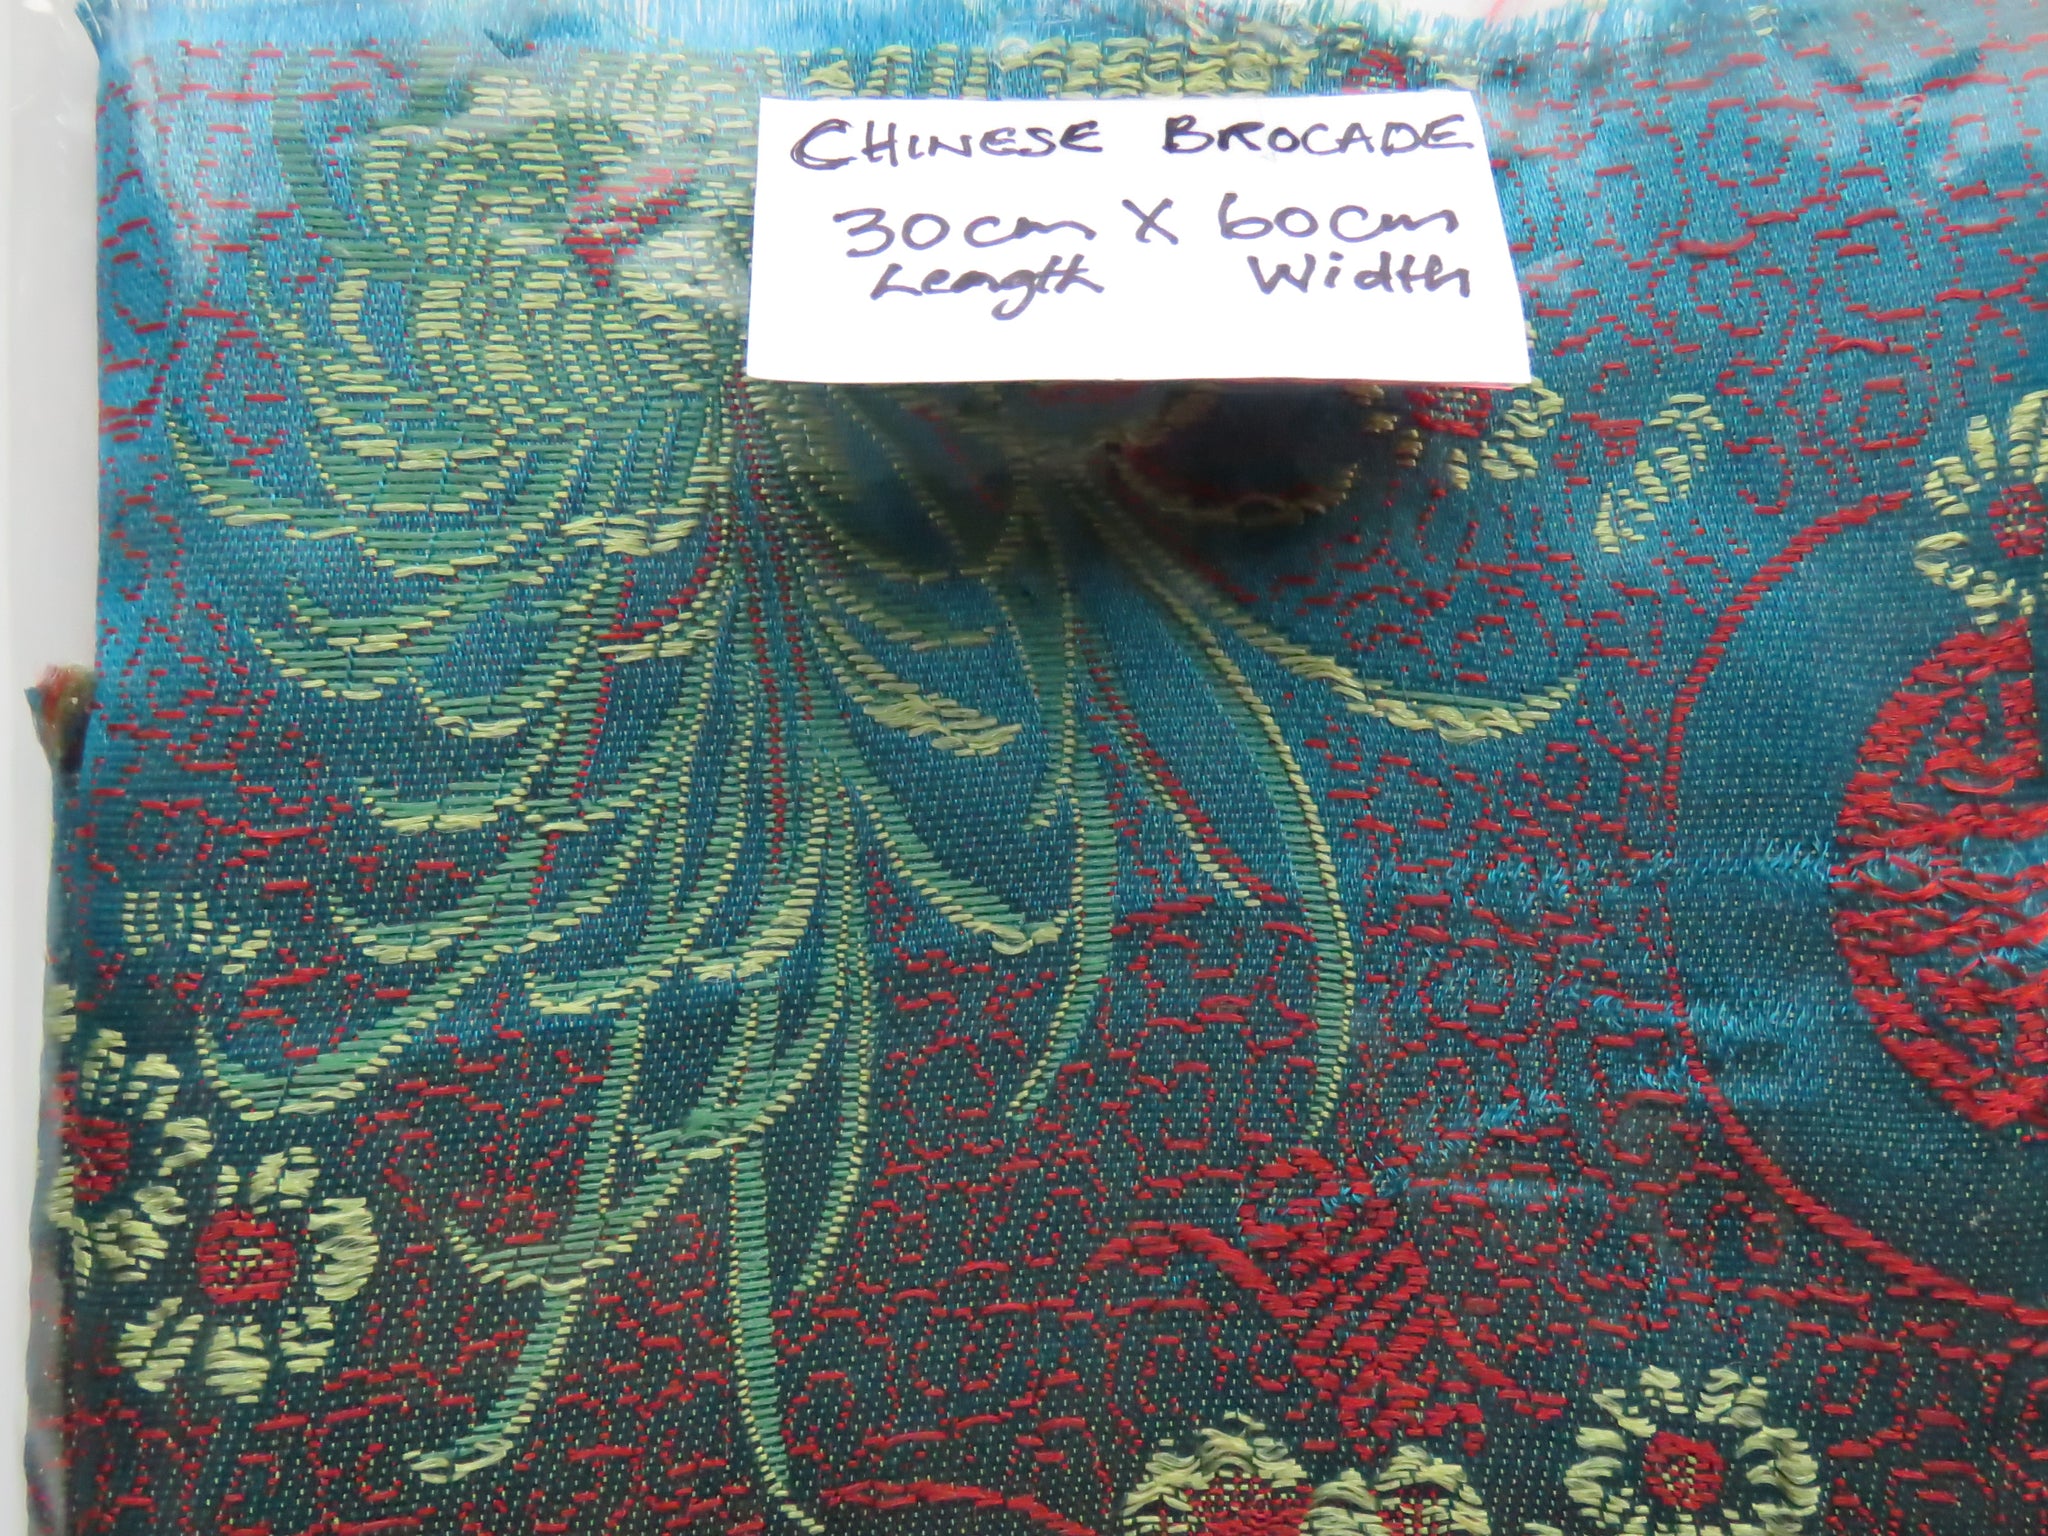 CHINESE BROCADE
30cm X 60cm
Length Width